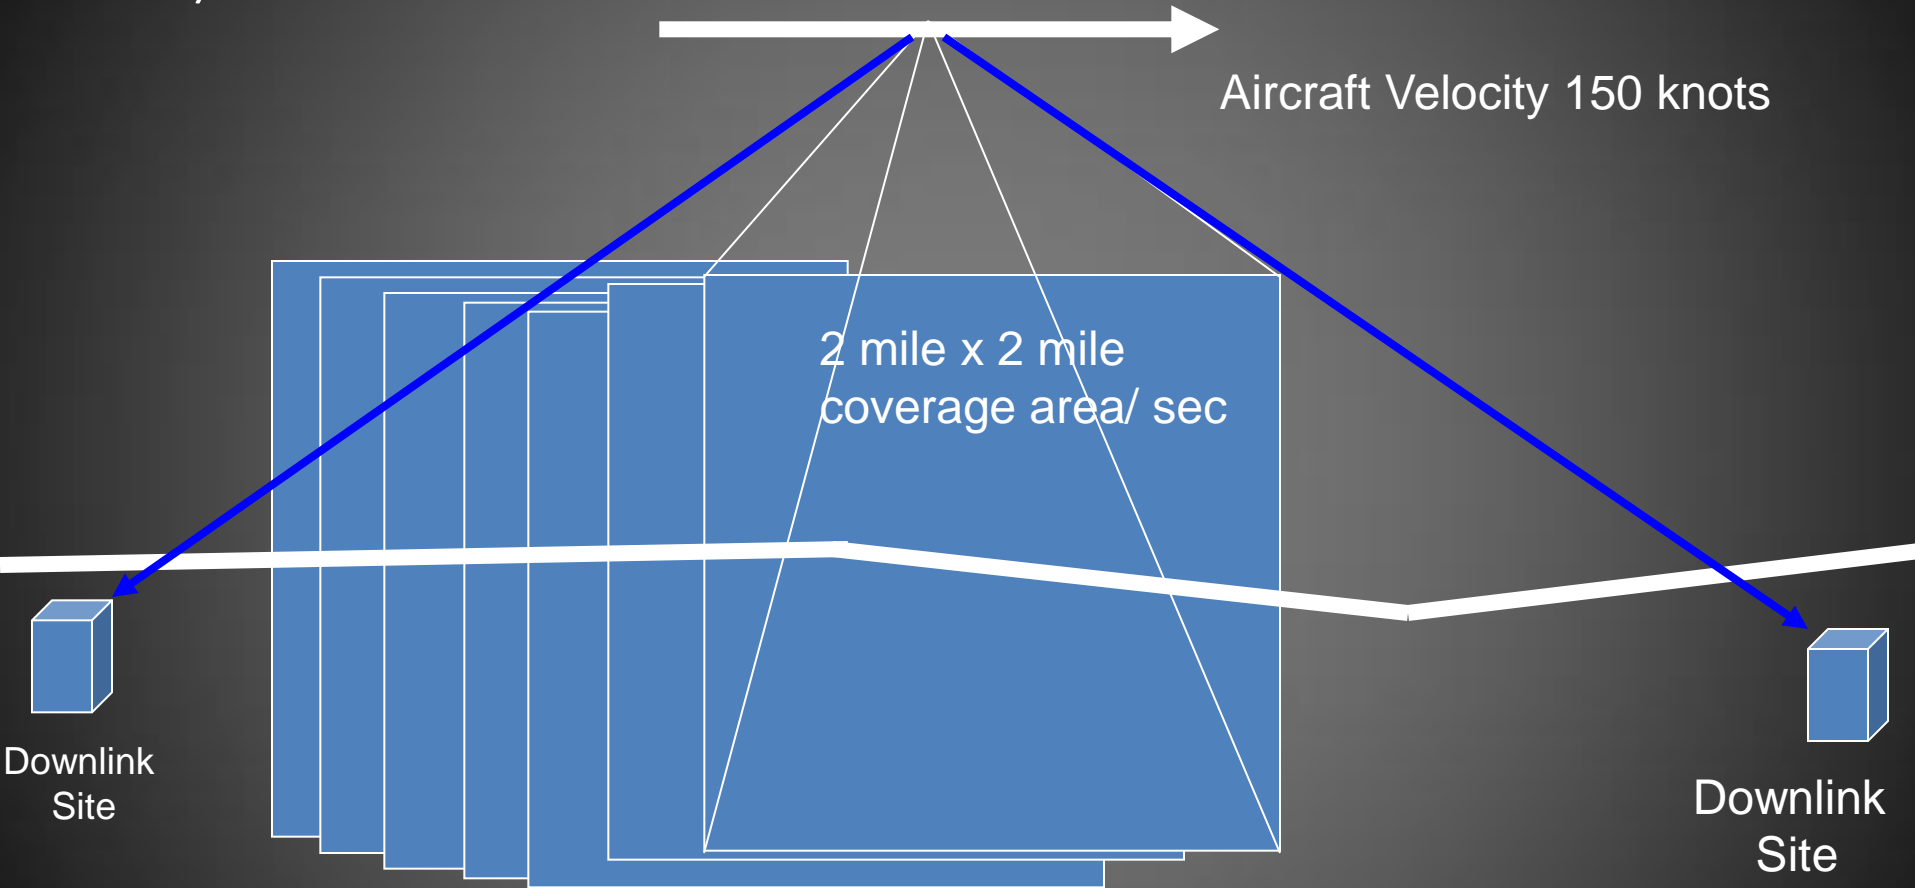 Aircraft Velocity 150 knots
2 mile x 2 mile
coverage area/ sec
Downlink
Site
Downlink
Site